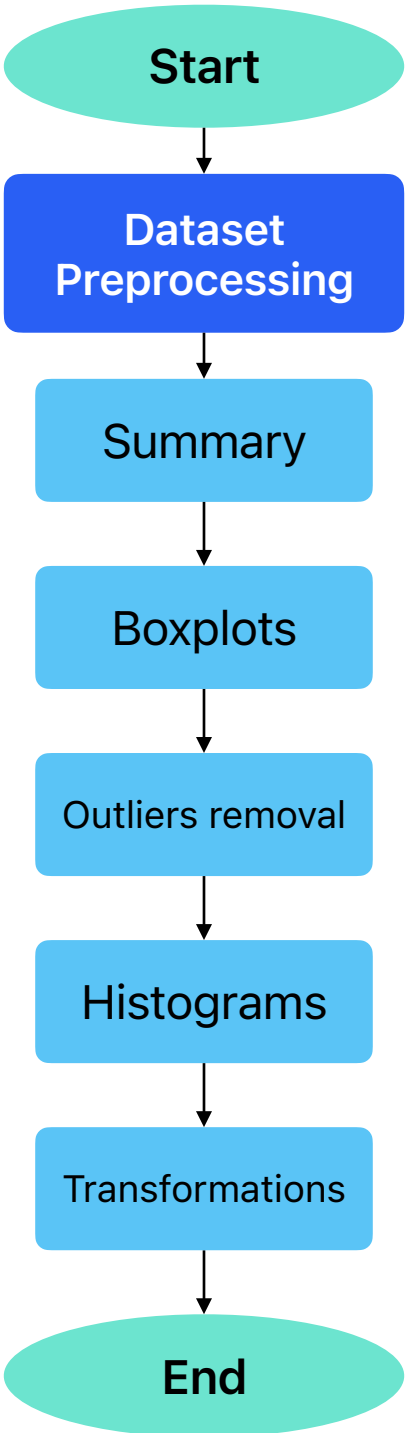 Start
Dataset
Preprocessing
Summary
Boxplots
Outliers removal
Histograms
Transformations
End